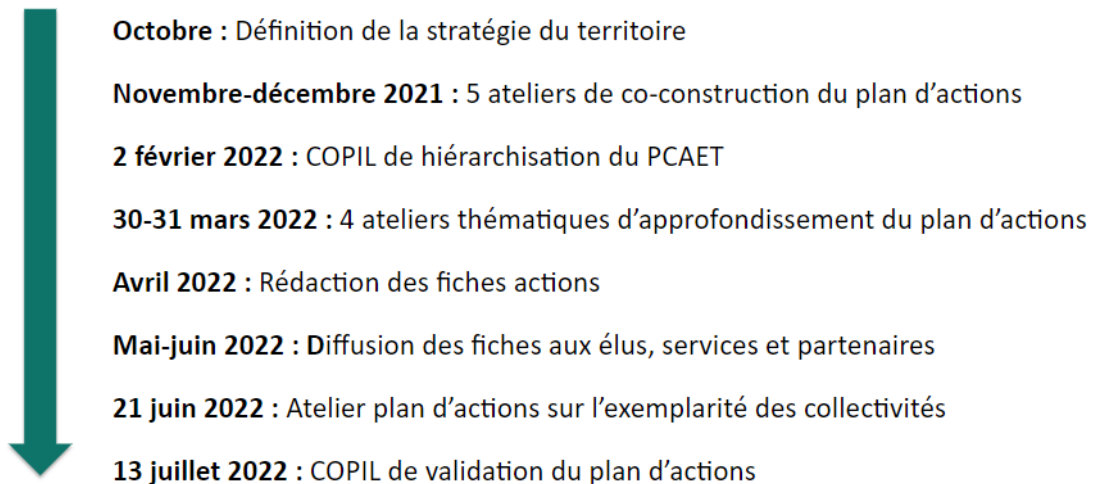 Octobre : Définition de la stratégie du territoire
Novembre-décembre 2021 : 5 ateliers de co-construction du plan d’actions
2 février 2022 : COPIL de hiérarchisation du PCAET
30-31 mars 2022 : 4 ateliers thématiques d’approfondissement du plan d’actions
Avril 2022 : Rédaction des fiches actions
Mai-juin 2022 : Diffusion des fiches aux élus, services et partenaires
21 juin 2022 : Atelier plan d’actions sur l’exemplarité des collectivités
13 juillet 2022 : COPIL de validation du plan d’actions